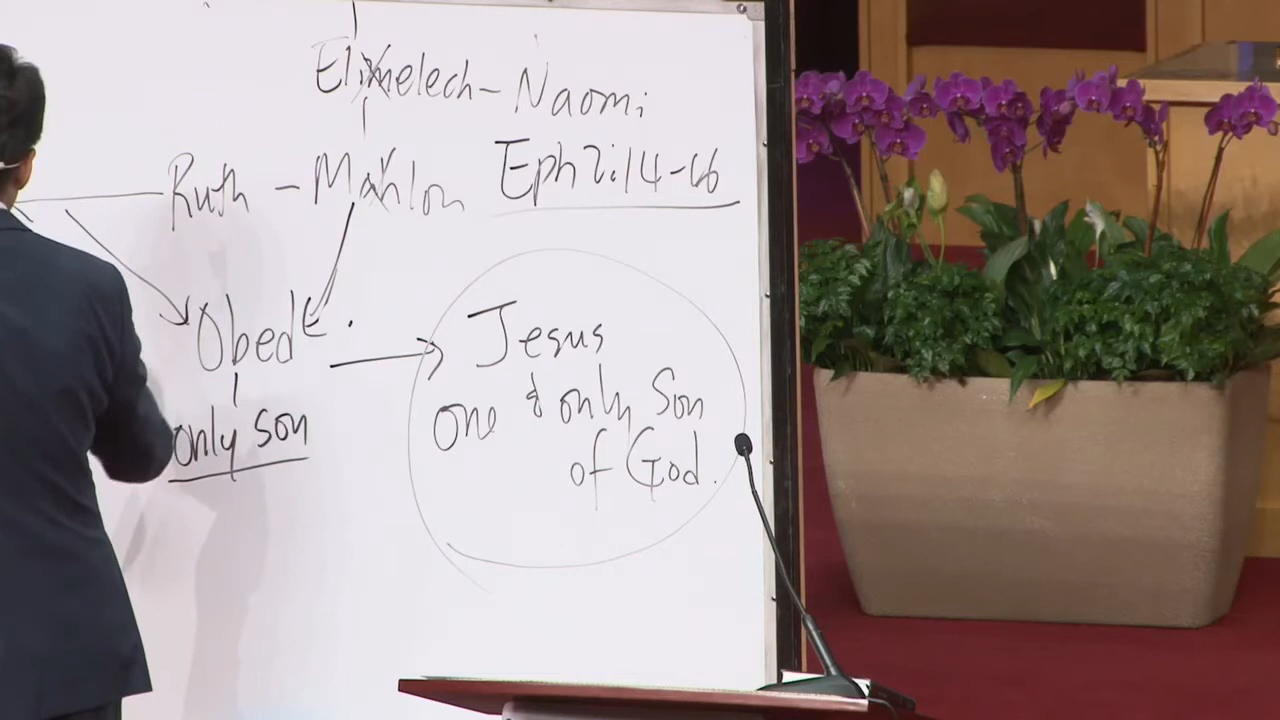 Elimelech - Naomi
Ruth - Mahlon Eph 2:14-16
Obed
only son
Jesus
one & only Son
of God.